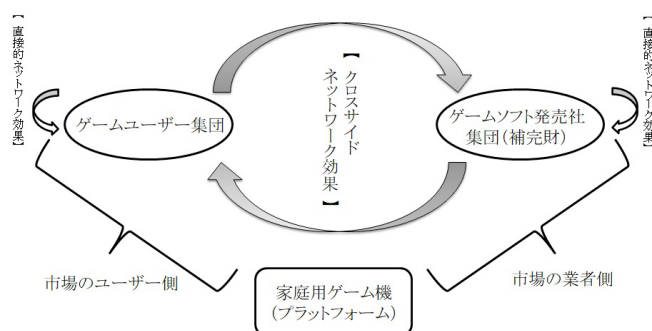 【直接的ネットワーク効果】
ゲームユーザー集団
【クロスサイド
ネットワーク効果】
ゲームソフト発売社
集団(補完財)
【直接的ネットワーク効果】
市場のユーザー側
家庭用ゲーム機
(プラットフォーム)
市場の業者側